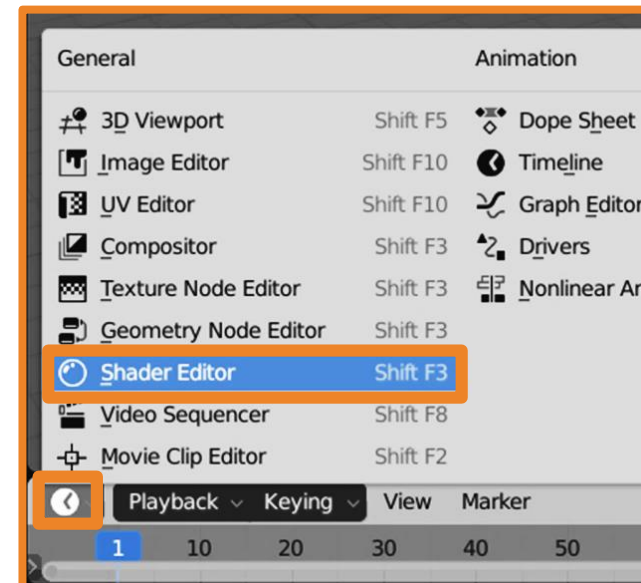 General Animation
3D Viewport Shift F5 Dope Sheet
Image Editor Shift F10 Timeline
UV Editor Shift F10 Graph Editor
Compositor Shift F3 Drivers
Texture Node Editor Shift F3 Nonlinear
Geometry Node Editor Shift F3
Shader Editor Shift F3
Video Sequencer Shift F8
Movie Clip Editor Shift F2
Playback Keying View Marker
1 10 20 30 40 50